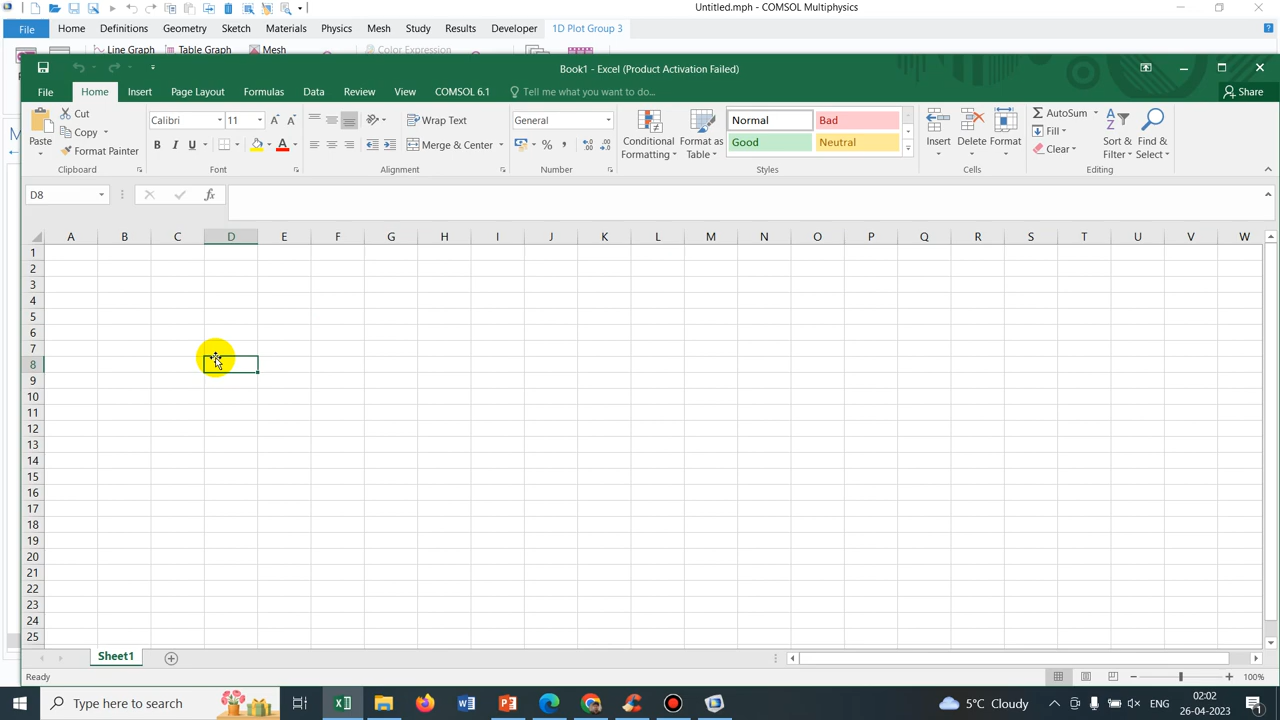 Untitled.mph - COMSOL Multiphysics
File Home Definitions Geometry Sketch Materials Physics Mesh Study Results Developer 1D Plot Group 3 ?
Line Graph Table Graph Mesh Color Expression
Book1 - Excel (Product Activation Failed)
File Home Insert Page Layout Formulas Data Review View COMSOL 6.1 Tell me what you want to do... Share
Paste Cut Copy Format Painter
Calibri 11
B I U A
Wrap Text
Merge & Center
General
%
Conditional Formatting
Format as Table
Normal Bad
Good Neutral
Insert Delete Format
AutoSum
Fill
Clear
Sort & Filter
Find & Select
Clipboard Font Alignment Number Styles Cells Editing
D8 fx
A B C D E F G H I J K L M N O P Q R S T U V W
1
2
3
4
5
6
7
8
9
10
11
12
13
14
15
16
17
18
19
20
21
22
23
24
25
Sheet1
Ready 100%
Type here to search 5°C Cloudy ENG 02:02
26-04-2023